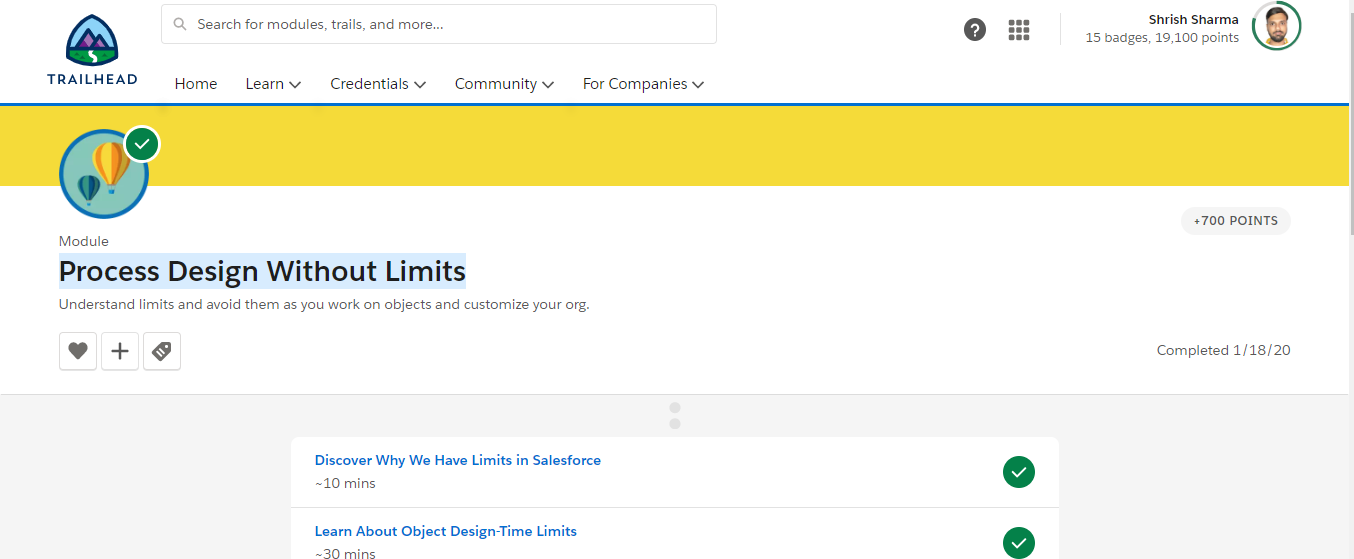 Search for modules, trails, and more...
Shrish Sharma
15 badges, 19,100 points
TRAILHEAD
Home Learn Credentials Community For Companies
+700 POINTS
Module
Process Design Without Limits
Understand limits and avoid them as you work on objects and customize your org.
Completed 1/18/20
Discover Why We Have Limits in Salesforce
~10 mins
Learn About Object Design-Time Limits
~30 mins